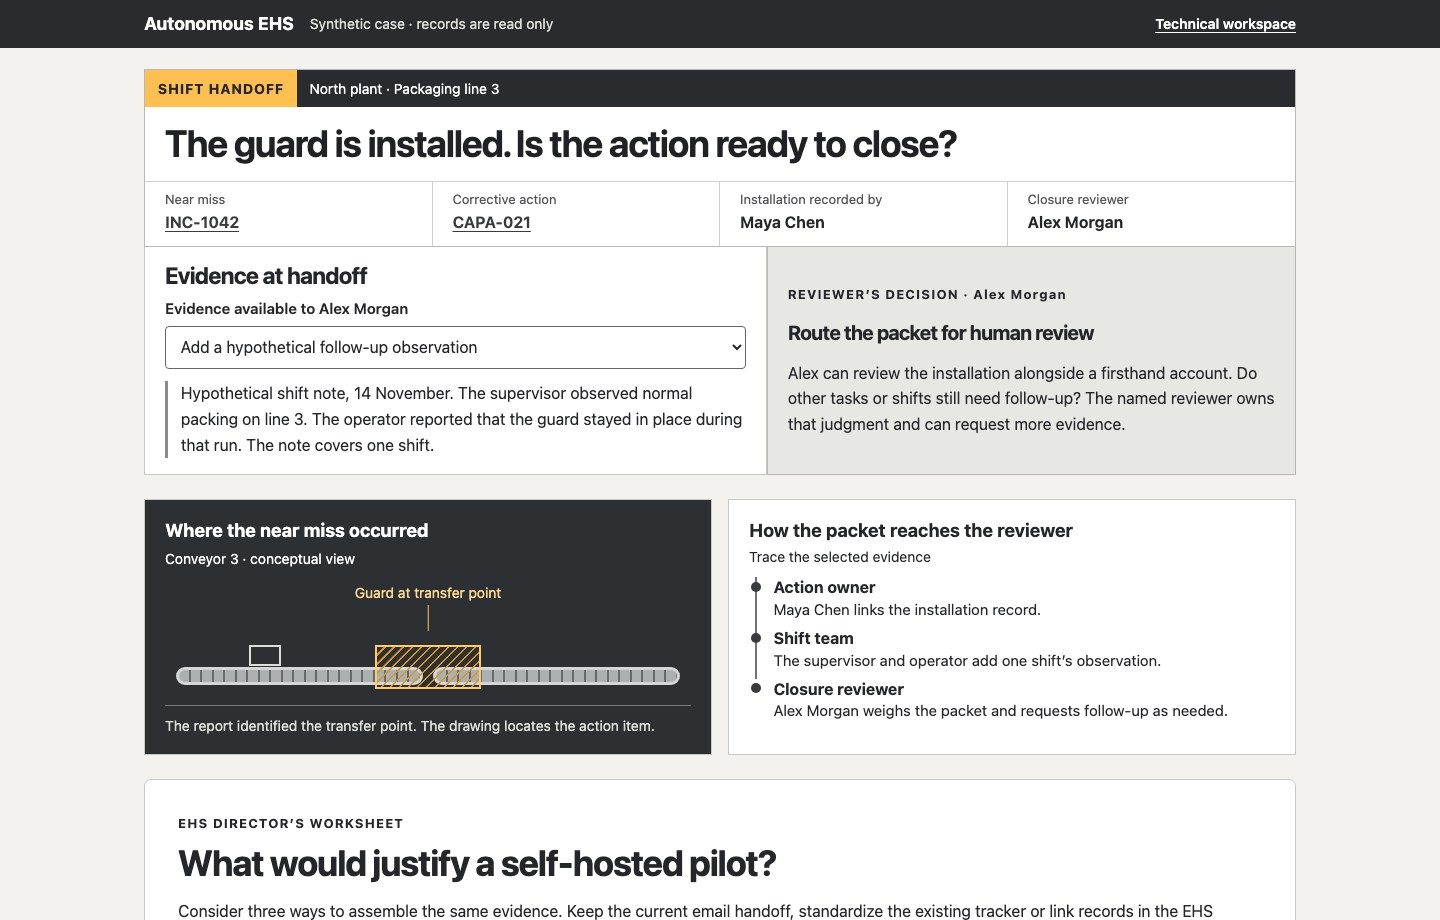 Autonomous EHS
Synthetic case · records are read only
Technical workspace
SHIFT HANDOFF
North plant · Packaging line 3
The guard is installed. Is the action ready to close?
Near miss
INC-1042
Corrective action
CAPA-021
Installation recorded by
Maya Chen
Closure reviewer
Alex Morgan
Evidence at handoff
Evidence available to Alex Morgan
Add a hypothetical follow-up observation
Hypothetical shift note, 14 November. The supervisor observed normal
packing on line 3. The operator reported that the guard stayed in place during
that run. The note covers one shift.
REVIEWER'S DECISION · Alex Morgan
Route the packet for human review
Alex can review the installation alongside a firsthand account. Do
other tasks or shifts still need follow-up? The named reviewer owns
that judgment and can request more evidence.
Where the near miss occurred
Conveyor 3 · conceptual view
Guard at transfer point
The report identified the transfer point. The drawing locates the action item.
How the packet reaches the reviewer
Trace the selected evidence
Action owner
Maya Chen links the installation record.
Shift team
The supervisor and operator add one shift's observation.
Closure reviewer
Alex Morgan weighs the packet and requests follow-up as needed.
EHS DIRECTOR'S WORKSHEET
What would justify a self-hosted pilot?
Consider three ways to assemble the same evidence. Keep the current email handoff, standardize the existing tracker or link records in the EHS